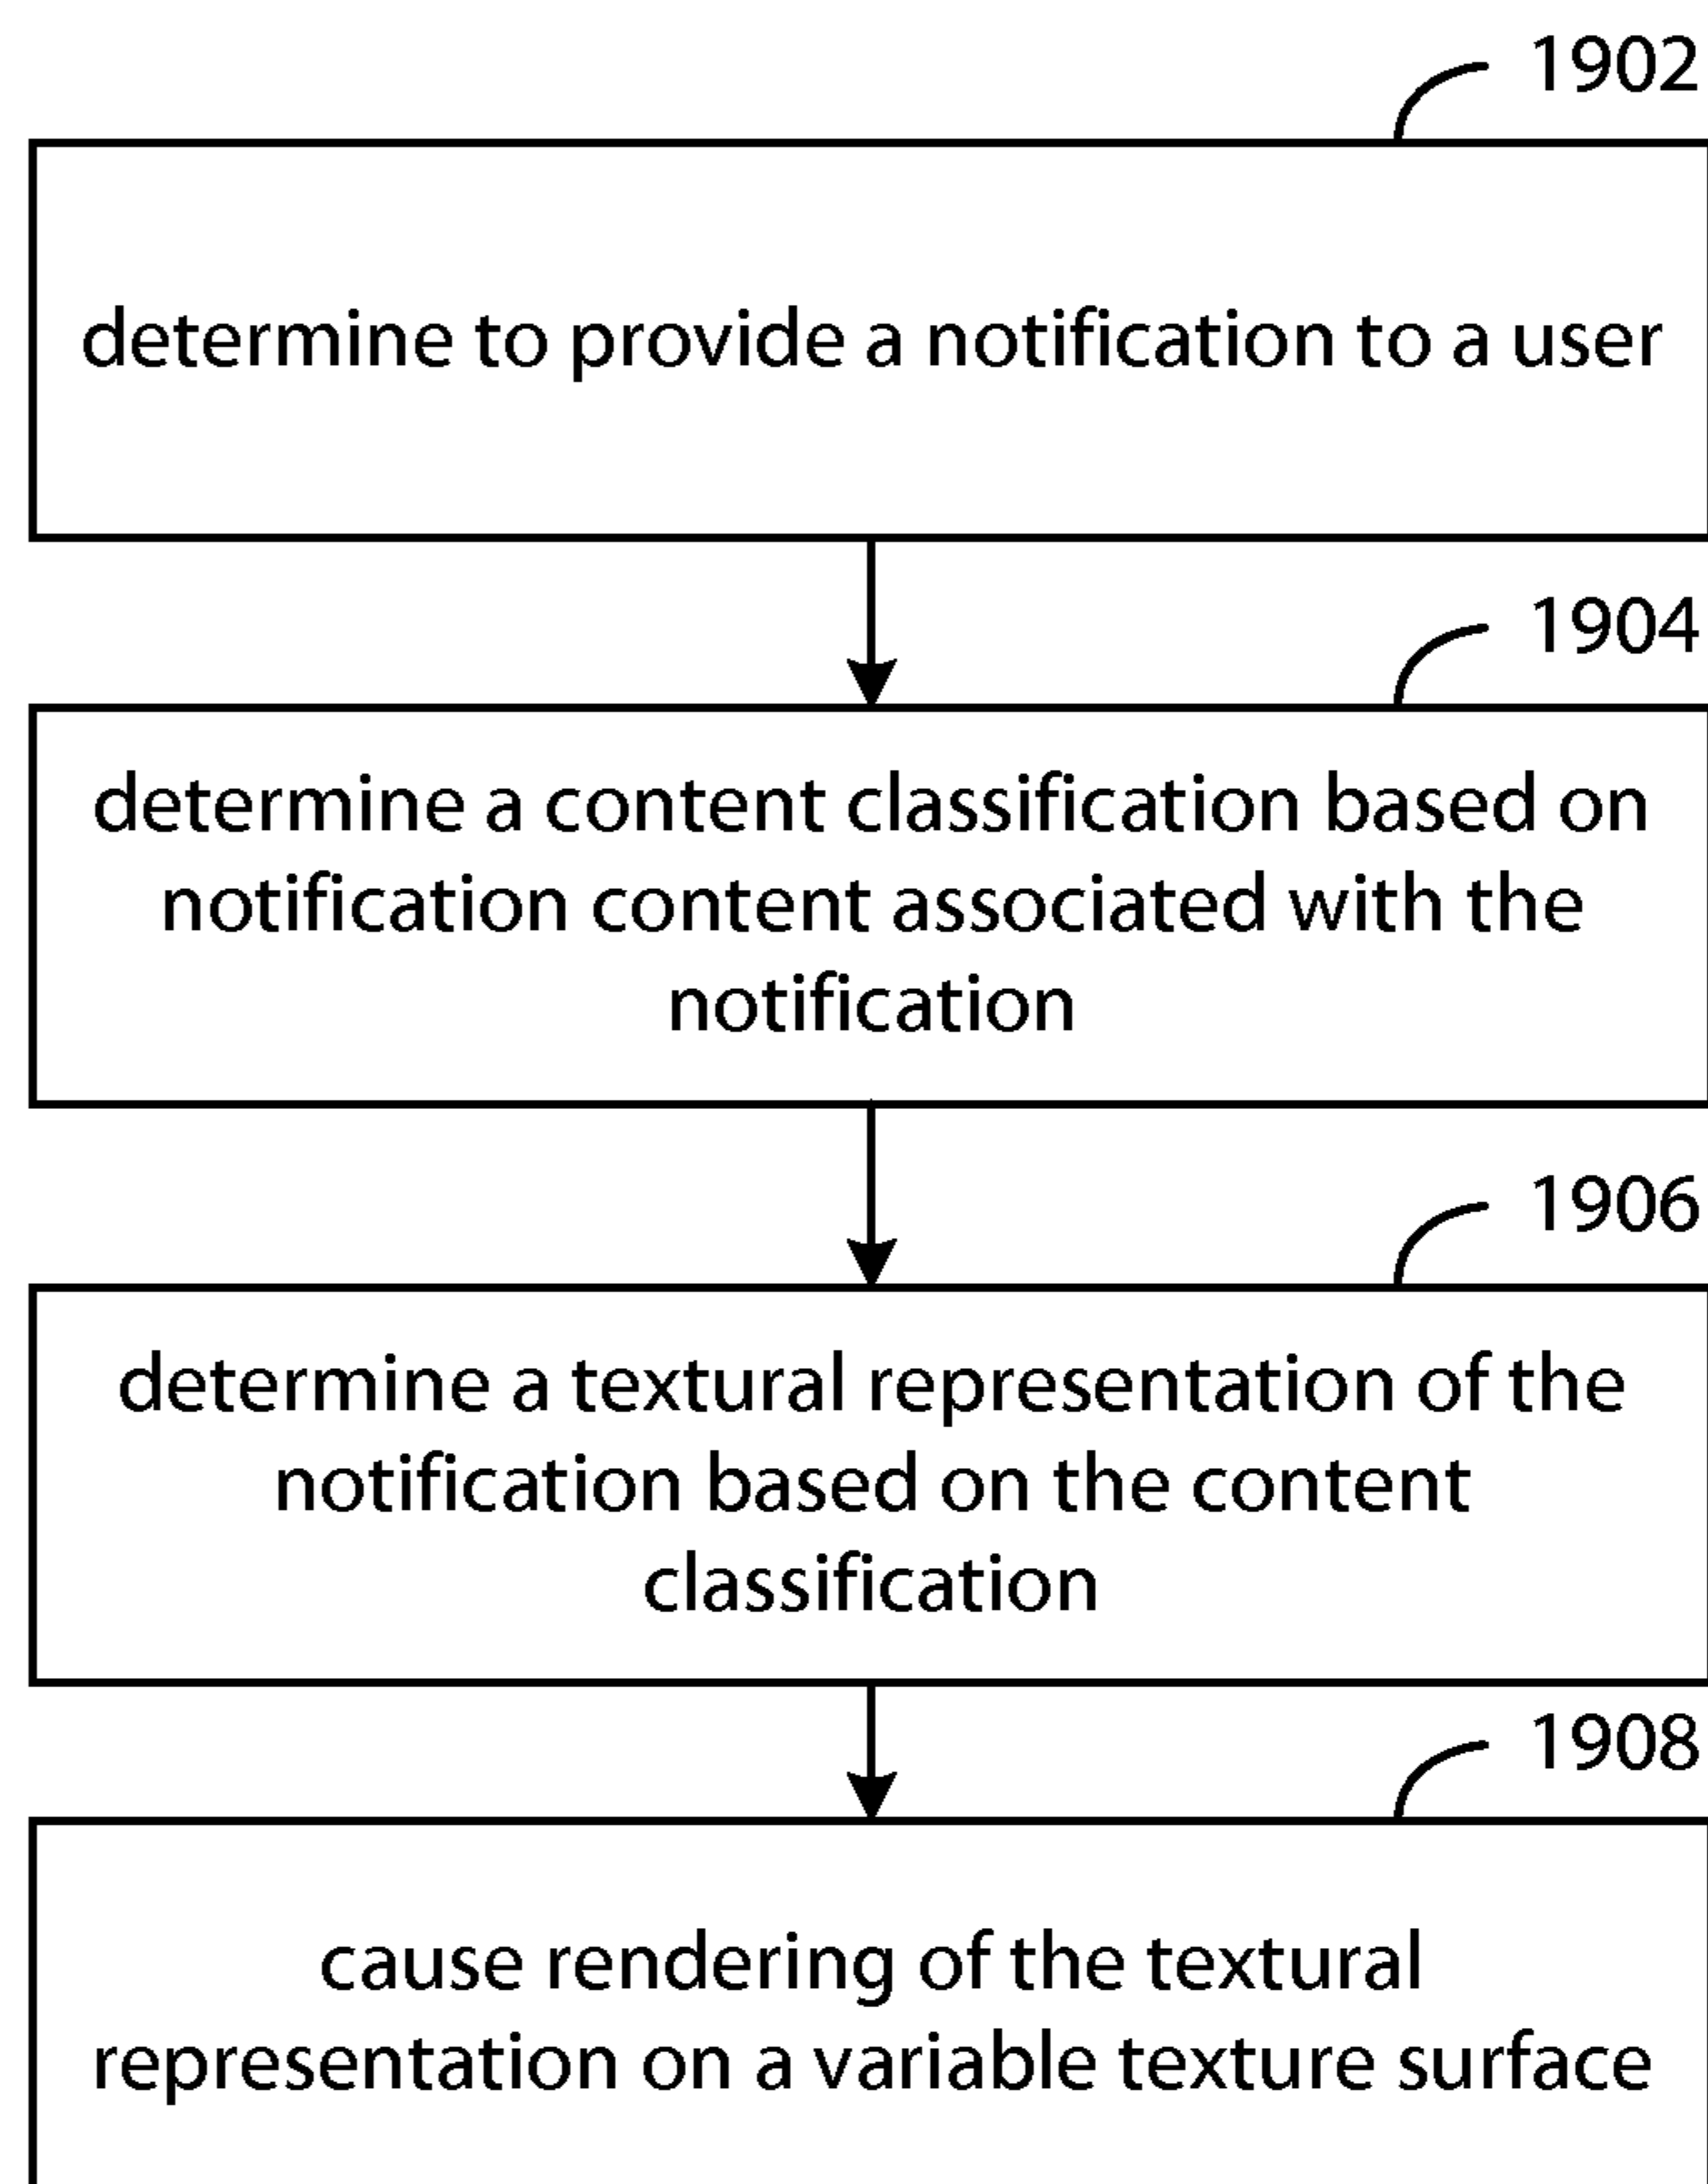 1902
determine to provide a notification to a user
1904
determine a content classification based on
notification content associated with the
notification
1906
determine a textural representation of the
notification based on the content
classification
1908
cause rendering of the textural
representation on a variable texture surface